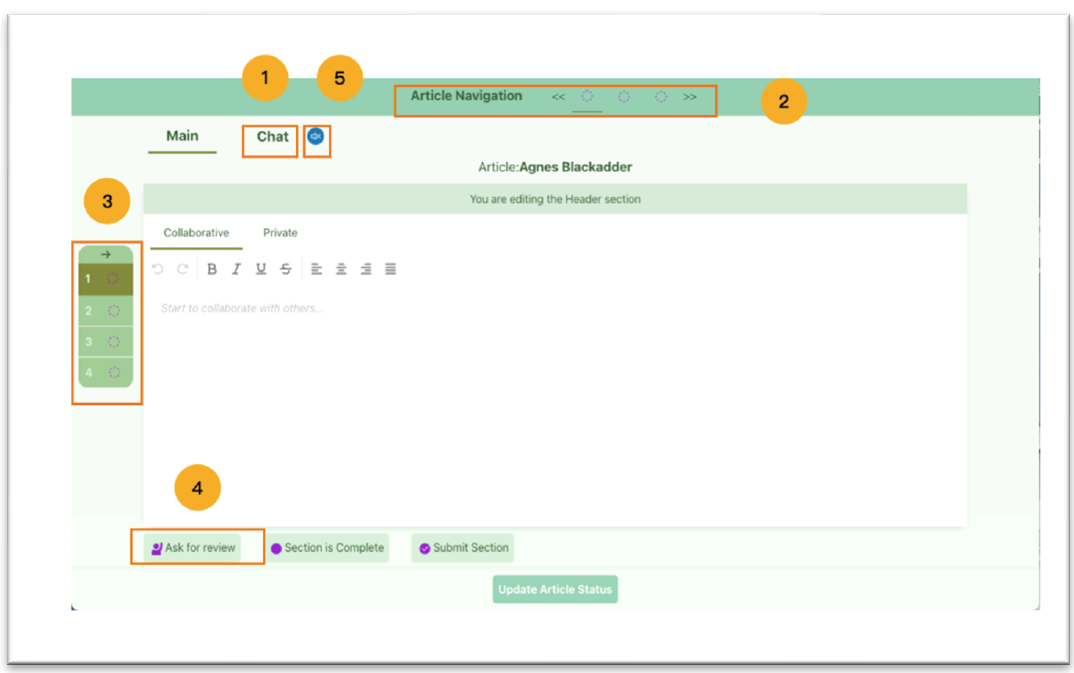 1
5
Article Navigation << >>
2
Main
Chat
Article:Agnes Blackadder
3
You are editing the Header section
Collaborative Private
B I U S
1
2
3
4
Start to collaborate with others...
4
Ask for review
Section is Complete
Submit Section
Update Article Status